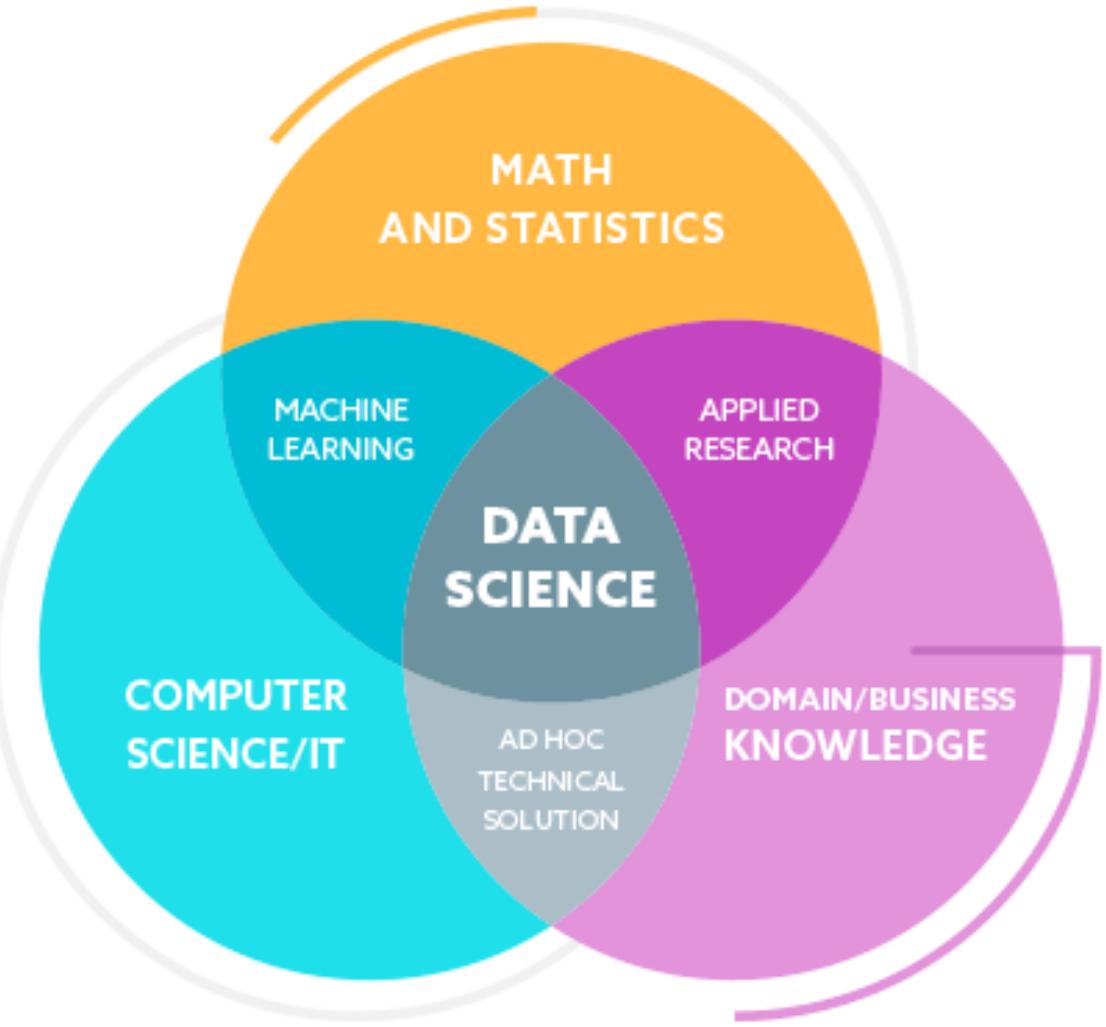 MATH
AND STATISTICS
MACHINE
LEARNING
APPLIED
RESEARCH
DATA
SCIENCE
COMPUTER
SCIENCE/IT
DOMAIN/BUSINESS
KNOWLEDGE
AD HOC
TECHNICAL
SOLUTION